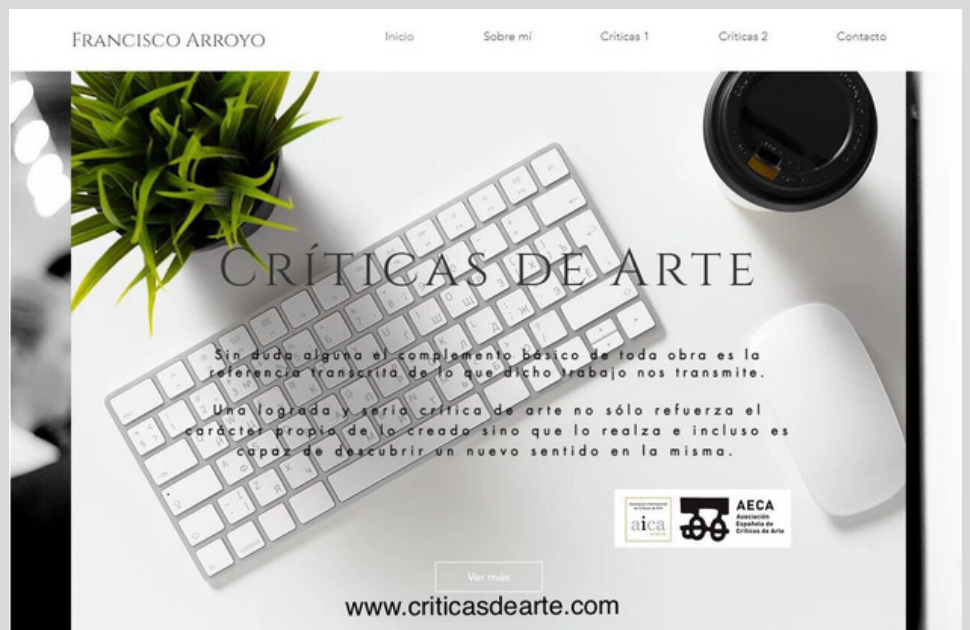 FRANCISCO ARROYO
Inicio
Sobre mí
Críticas 1
Críticas 2
Contacto
CRÍTICAS DE ARTE
Sin duda alguna el complemento básico de toda obra es la
referencia transcrita de lo que dicho trabajo nos transmite.
Una lograda y seria crítica de arte no sólo refuerza el
carácter propio de lo creado sino que lo realza e incluso es
capaz de descubrir un nuevo sentido en la misma.
aica
AECA
Asociación
Española de
Críticos de Arte
Ver más
www.criticasdearte.com